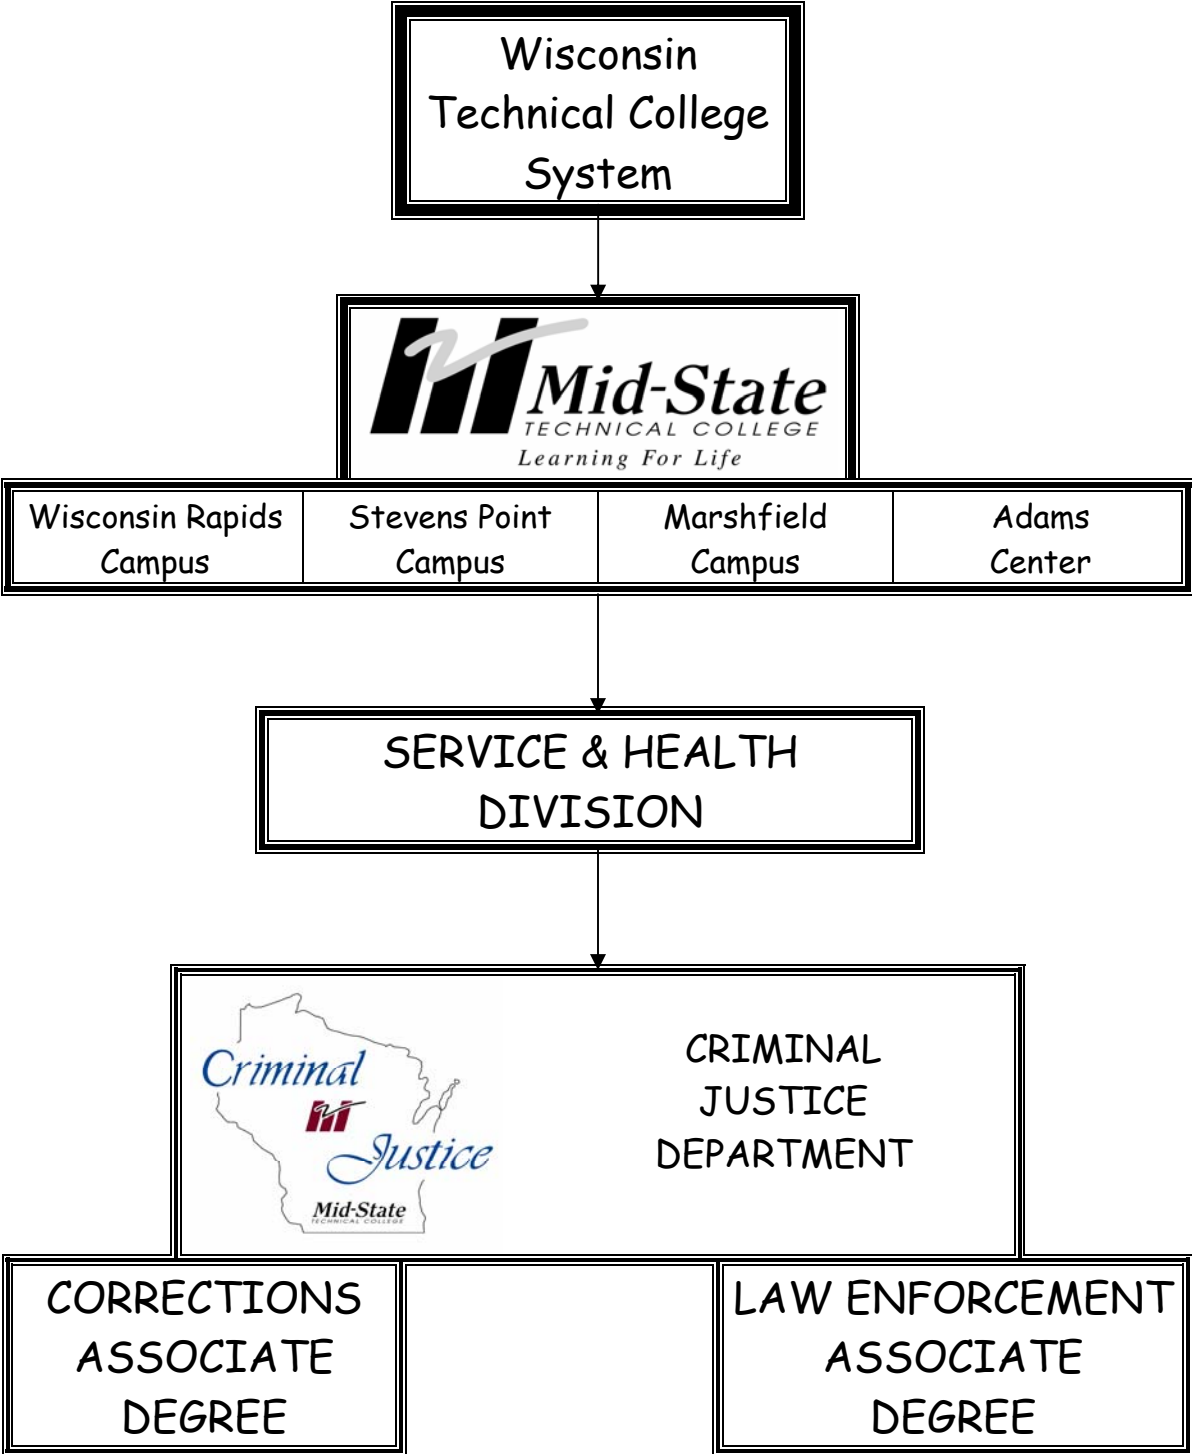 Wisconsin
Technical College
System
Mid-State
TECHNICAL COLLEGE
Learning For Life
Wisconsin Rapids
Campus
Stevens Point
Campus
Marshfield
Campus
Adams
Center
SERVICE & HEALTH
DIVISION
Criminal
Justice
Mid-State
TECHNICAL COLLEGE
CRIMINAL
JUSTICE
DEPARTMENT
CORRECTIONS
ASSOCIATE
DEGREE
LAW ENFORCEMENT
ASSOCIATE
DEGREE